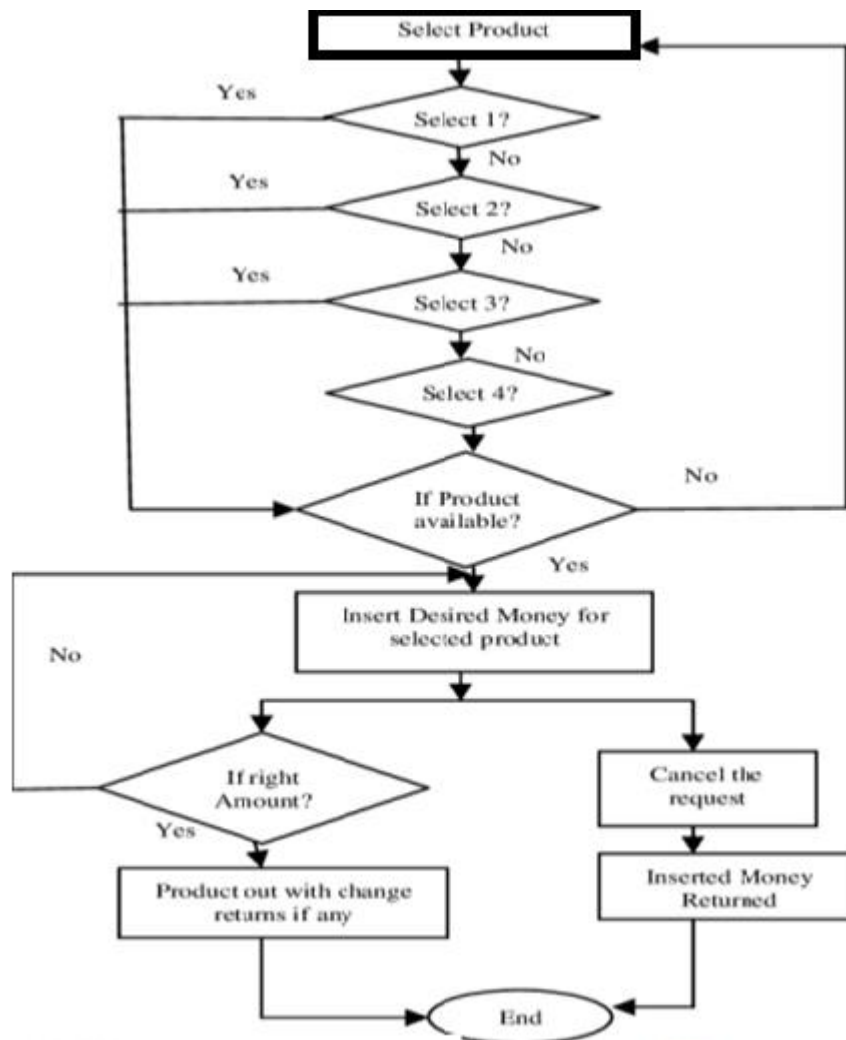 Select Product
Yes
Select 1?
No
Yes
Select 2?
No
Yes
Select 3?
No
Select 4?
If Product
available?
No
Yes
Insert Desired Money for
selected product
No
If right
Amount?
Yes
Cancel the
request
Product out with change
returns if any
Inserted Money
Returned
End